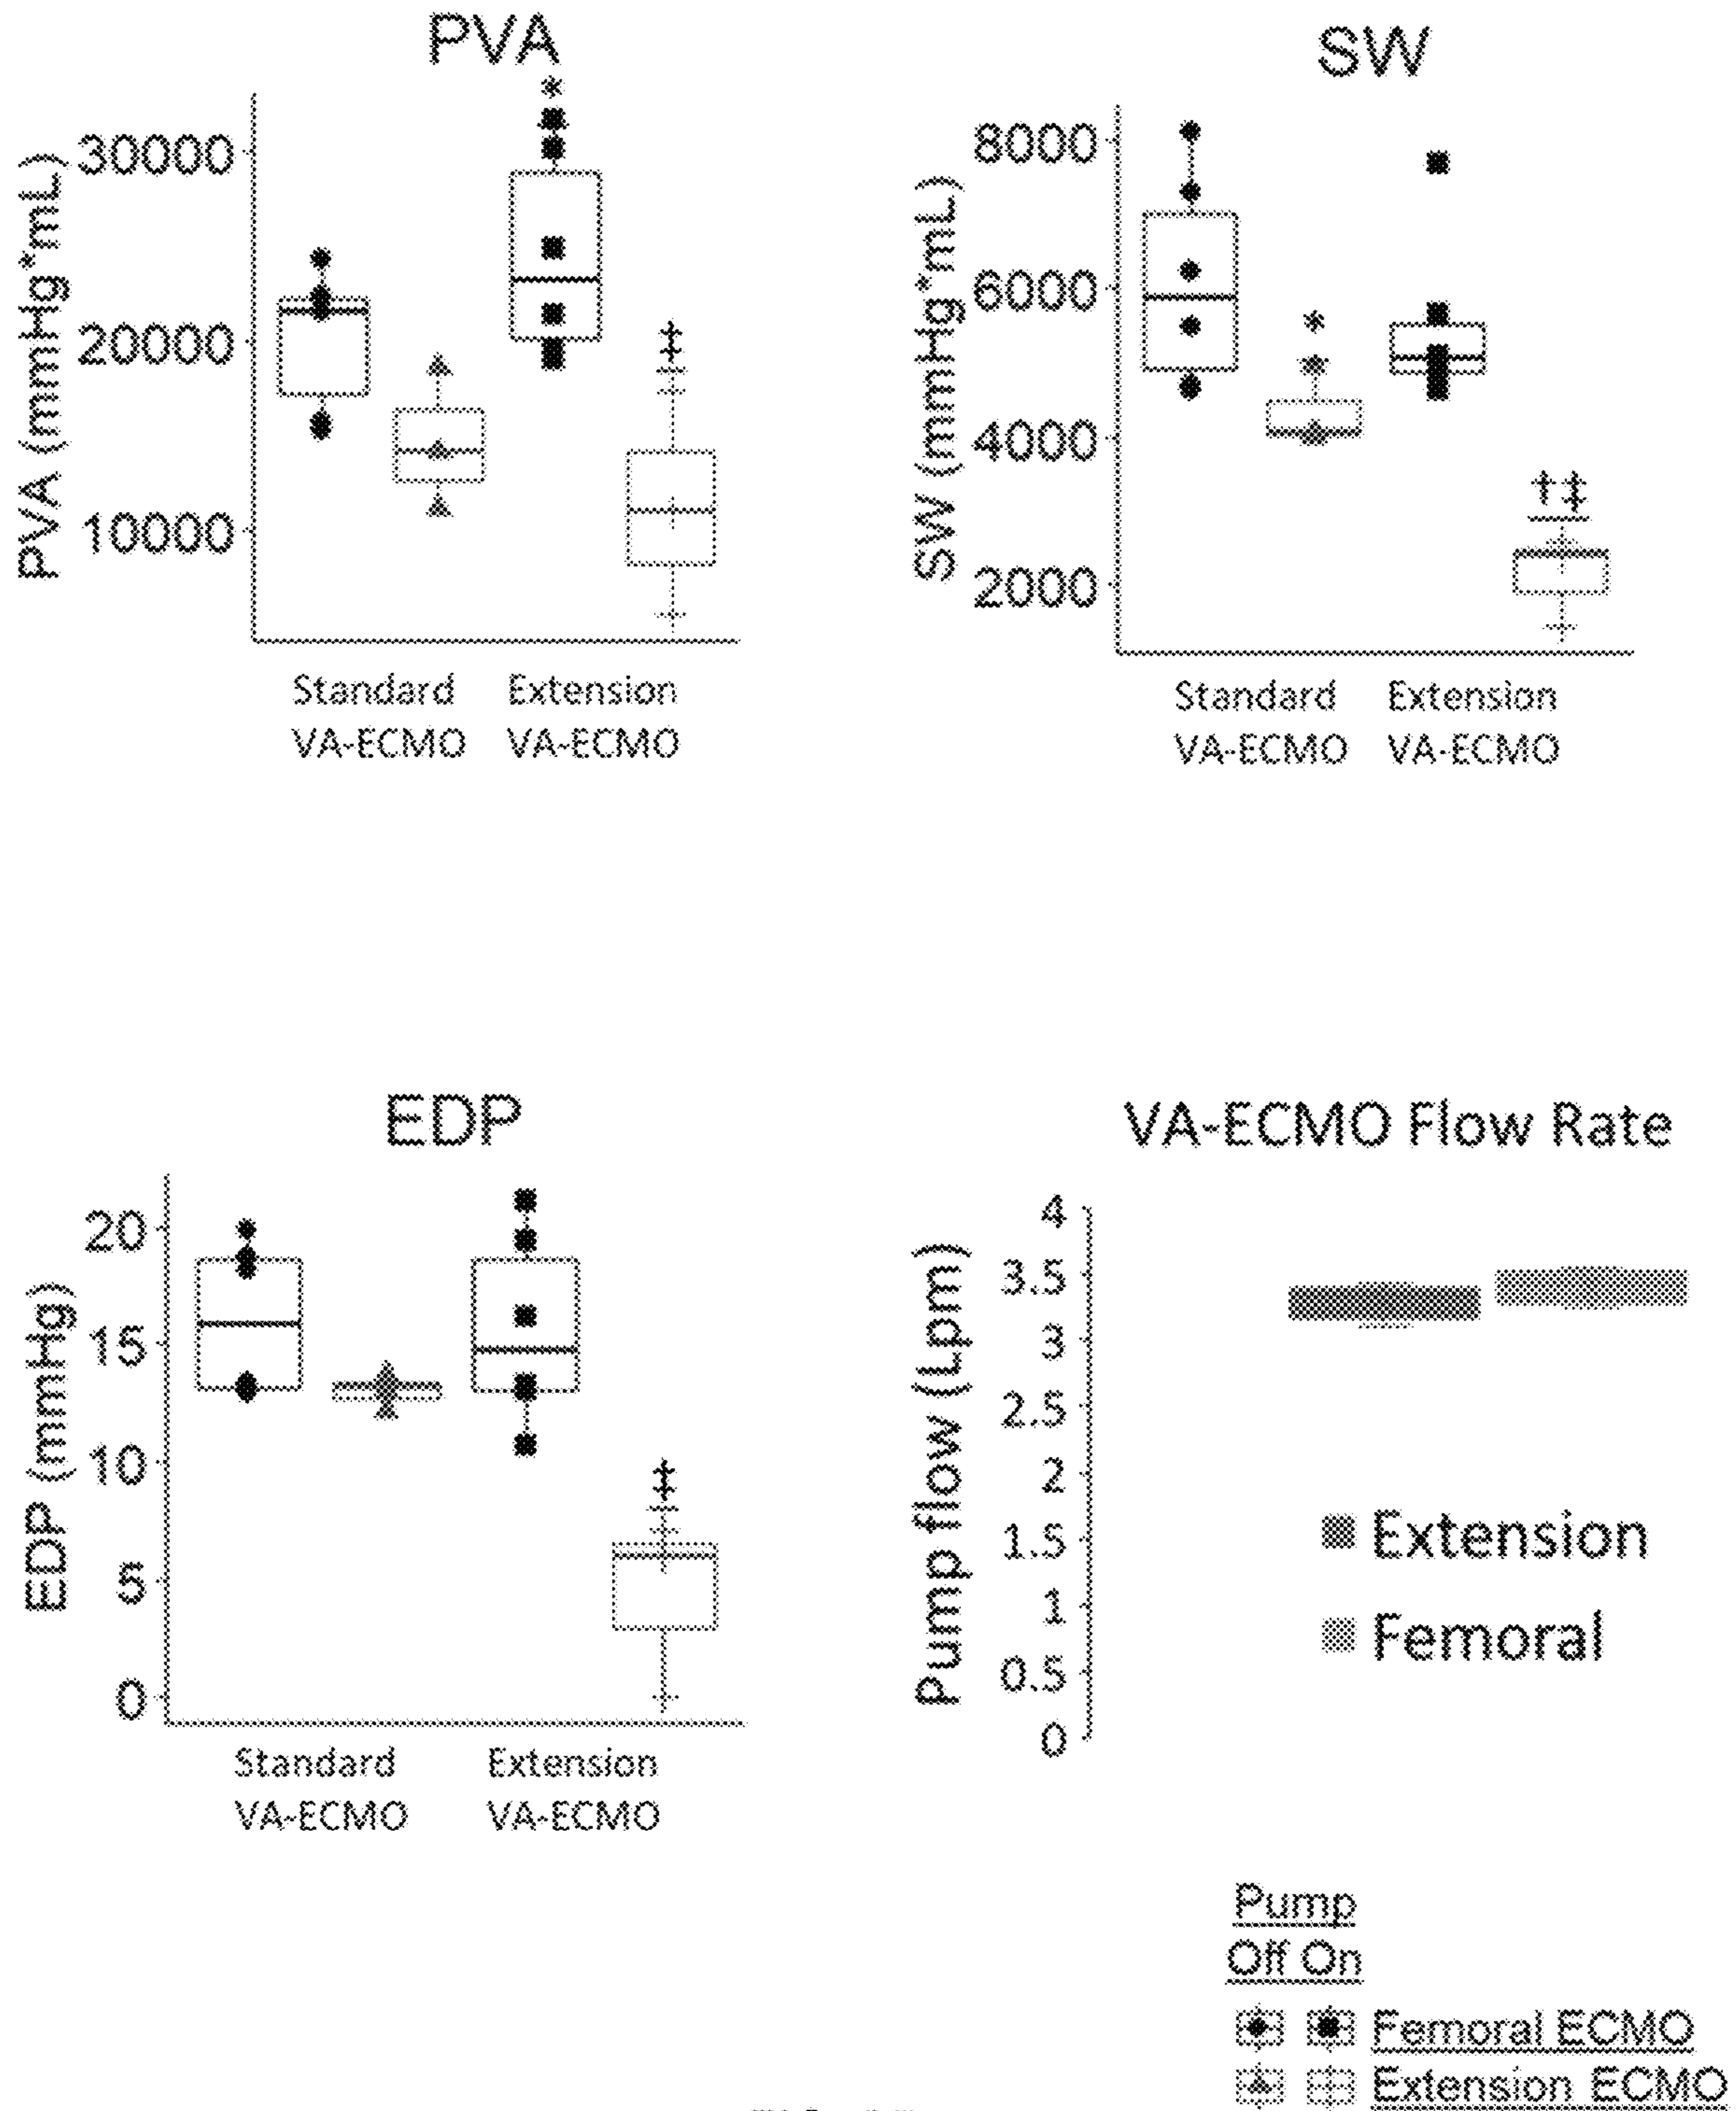 PVA
*
PVA (mmHg*mL)
30000
20000
10000
‡
Standard Extension
VA-ECMO VA-ECMO
SW
SW (mmHg*mL)
8000
6000
4000
2000
*
†‡
Standard Extension
VA-ECMO VA-ECMO
EDP
EDP (mmHg)
20
15
10
5
0
‡
Standard Extension
VA-ECMO VA-ECMO
VA-ECMO Flow Rate
Pump flow (Lpm)
4
3.5
3
2.5
2
1.5
1
0.5
0
Extension
Femoral
Pump
Off On
Femoral ECMO
Extension ECMO